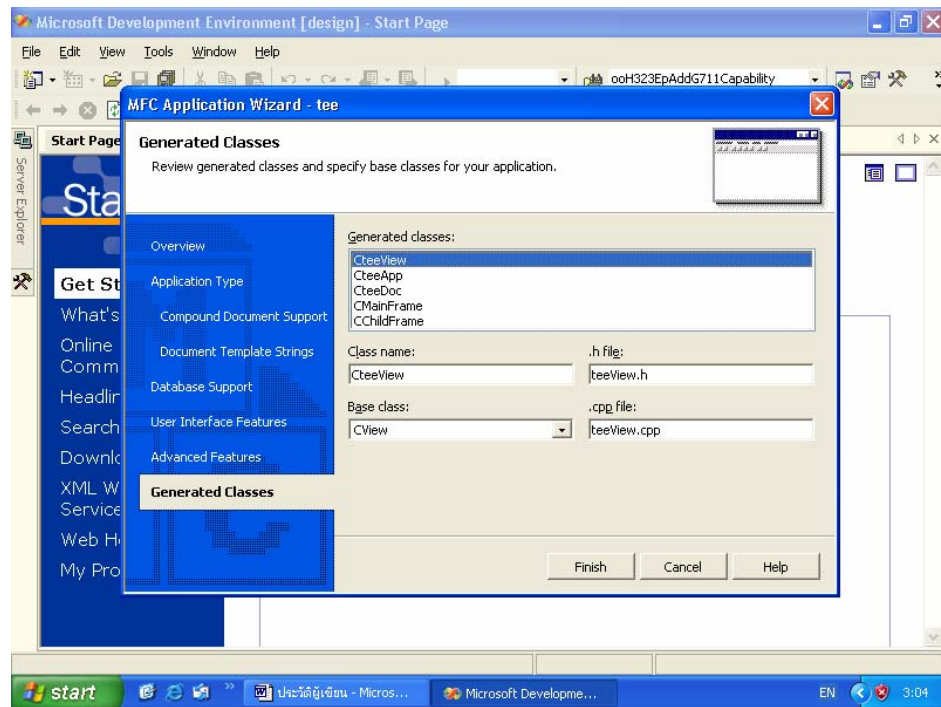 Microsoft Development Environment [design] - Start Page
File Edit View Tools Window Help
ooH323EpAddG711Capability
MFC Application Wizard - tee
Start Page
Server Explorer
Generated Classes
Review generated classes and specify base classes for your application.
Sta
Get St
What's
Online
Comm
Headlin
Search
Downlo
XML W
Service
Web H
My Pro
Overview
Application Type
Compound Document Support
Document Template Strings
Database Support
User Interface Features
Advanced Features
Generated Classes
Generated classes:
CteeView
CteeApp
CteeDoc
CMainFrame
CChildFrame
Class name:
.h file:
CteeView
teeView.h
Base class:
.cpp file:
CView
teeView.cpp
Finish
Cancel
Help
start
ประวัติผู้เขียน - Micros...
Microsoft Developme...
EN
3:04